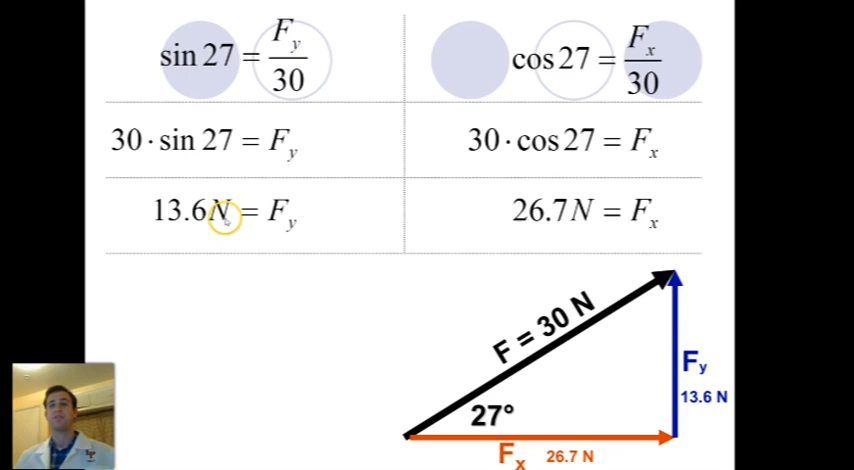 sin 27 = F_y/30
cos 27 = F_x/30
30 · sin 27 = F_y
30 · cos 27 = F_x
13.6N = F_y
26.7N = F_x
F = 30 N
F_y
13.6 N
27°
F_x 26.7 N